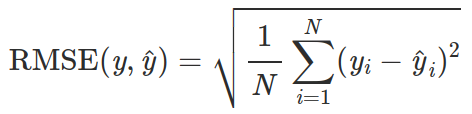 RMSE(y, ŷ) = √(1/N ∑_{i=1}^{N} (y_i − ŷ_i)²)